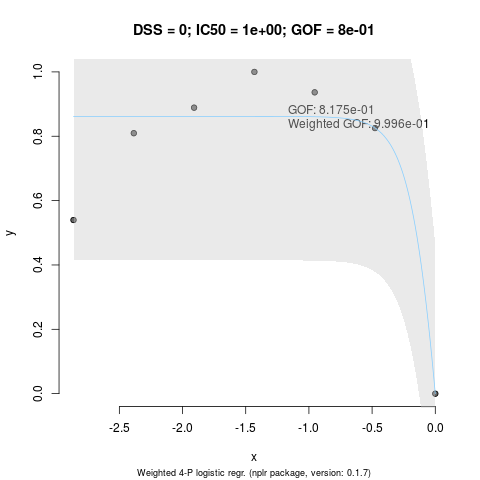 DSS = 0; IC50 = 1e+00; GOF = 8e-01
GOF: 8.175e-01
Weighted GOF: 9.996e-01
y
1.0
0.8
0.6
0.4
0.2
0.0
-2.5 -2.0 -1.5 -1.0 -0.5 0.0
x
Weighted 4-P logistic regr. (nplr package, version: 0.1.7)